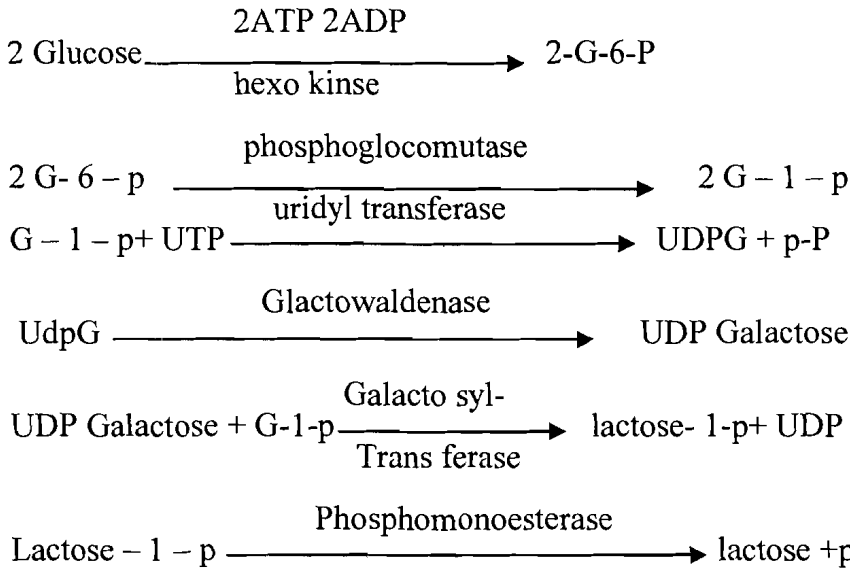 2ATP 2ADP
2 Glucose 2-G-6-P
hexo kinse
phosphoglocomutase
2 G- 6 – p 2 G – 1 – p
uridyl transferase
G – 1 – p+ UTP UDPG + p-P
Glactowaldenase
UdpG UDP Galactose
Galacto syl-
UDP Galactose + G-1-p lactose- 1-p+ UDP
Trans ferase
Phosphomonoesterase
Lactose – 1 – p lactose +p